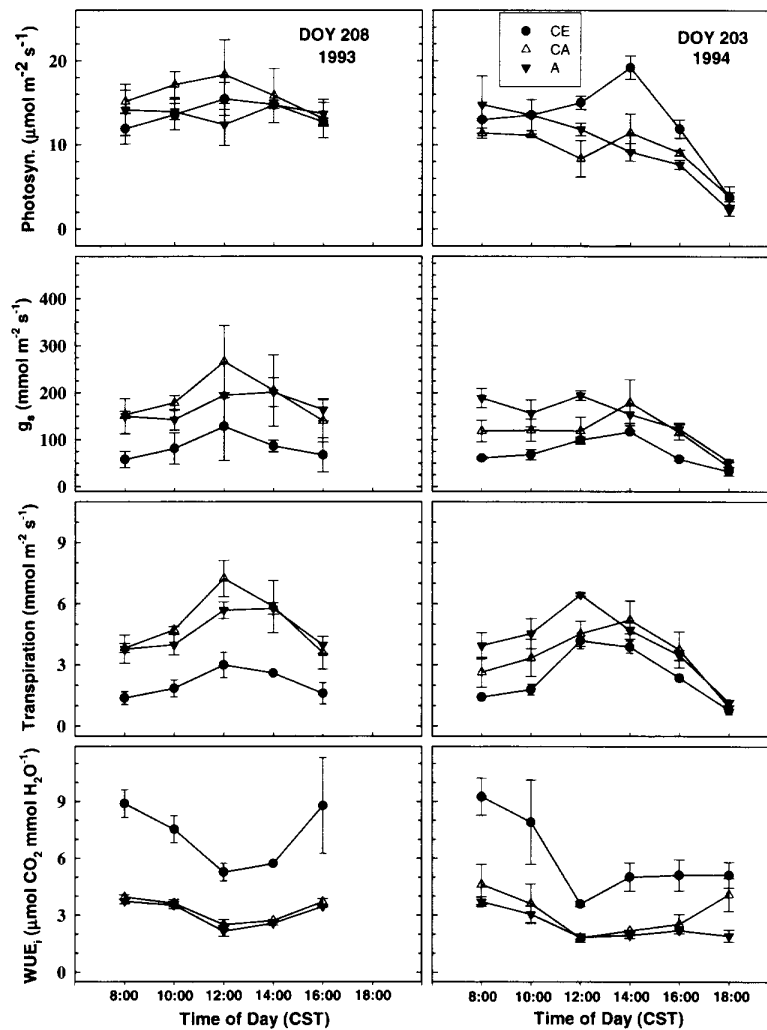 DOY 208
1993
CE
CA
A
DOY 203
1994
Photosyn. (μmol m⁻² s⁻¹)
20
10
0
gₛ (mmol m⁻² s⁻¹)
400
300
200
100
0
Transpiration (mmol m⁻² s⁻¹)
9
6
3
0
WUEᵢ (μmol CO₂ mmol H₂O⁻¹)
9
6
3
0
8:00 10:00 12:00 14:00 16:00 18:00
8:00 10:00 12:00 14:00 16:00 18:00
Time of Day (CST)
Time of Day (CST)